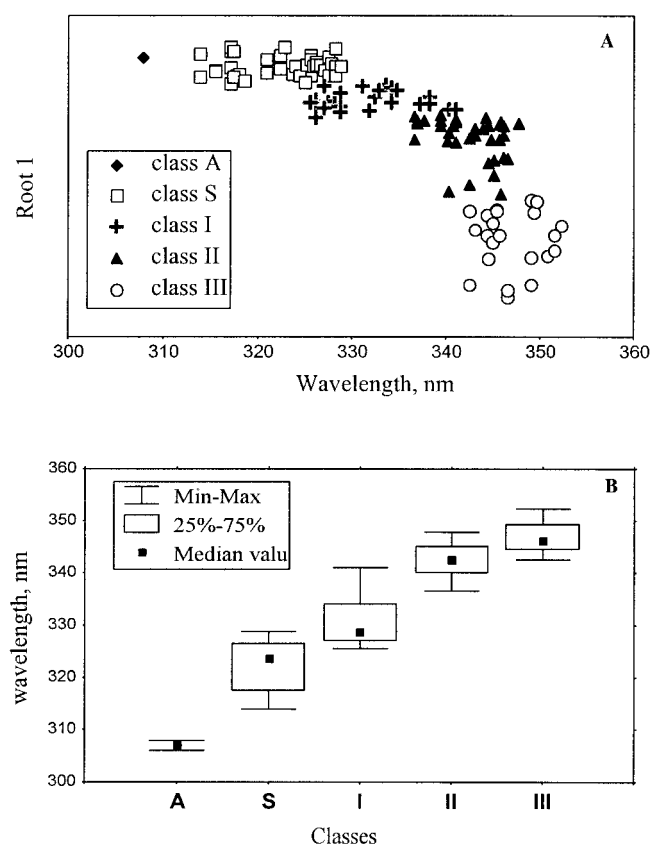 A
Root 1
class A
class S
class I
class II
class III
300 310 320 330 340 350 360
Wavelength, nm
B
360
350
340
330
320
310
300
wavelength, nm
Min-Max
25%-75%
Median valu
A S I II III
Classes